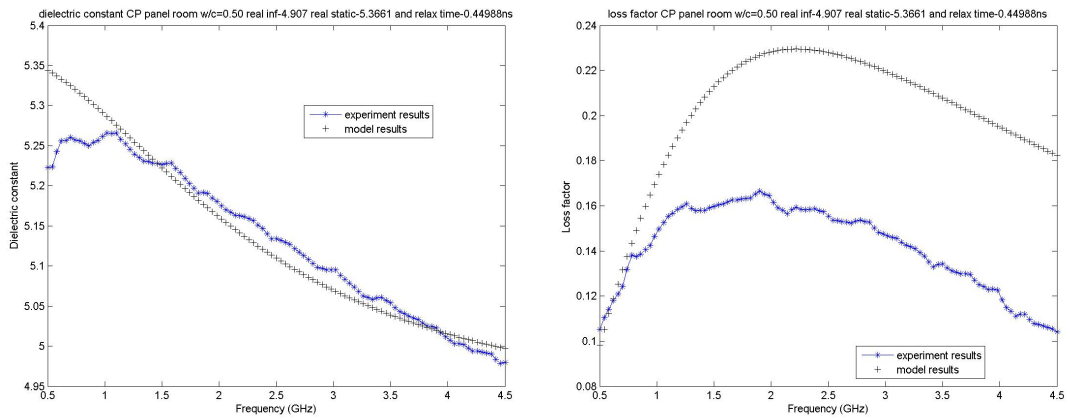 dielectric constant CP panel room w/c=0.50 real inf-4.907 real static-5.3661 and relax time-0.44988ns
5.4
5.35
5.3
5.25
5.2
5.15
5.1
5.05
5
4.95
Dielectric constant
experiment results
model results
0.5 1 1.5 2 2.5 3 3.5 4 4.5
Frequency (GHz)
loss factor CP panel room w/c=0.50 real inf-4.907 real static-5.3661 and relax time-0.44988ns
0.24
0.22
0.2
0.18
0.16
0.14
0.12
0.1
0.08
Loss factor
experiment results
model results
0.5 1 1.5 2 2.5 3 3.5 4 4.5
Frequency (GHz)